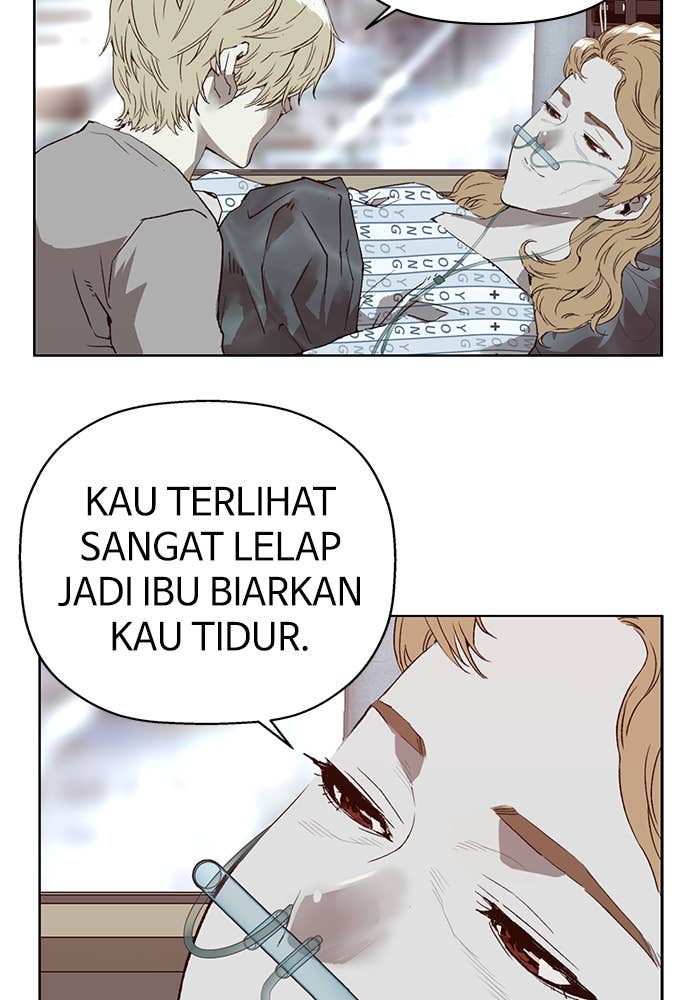 KAU TERLIHAT
SANGAT LELAP
JADI IBU BIARKAN
KAU TIDUR.